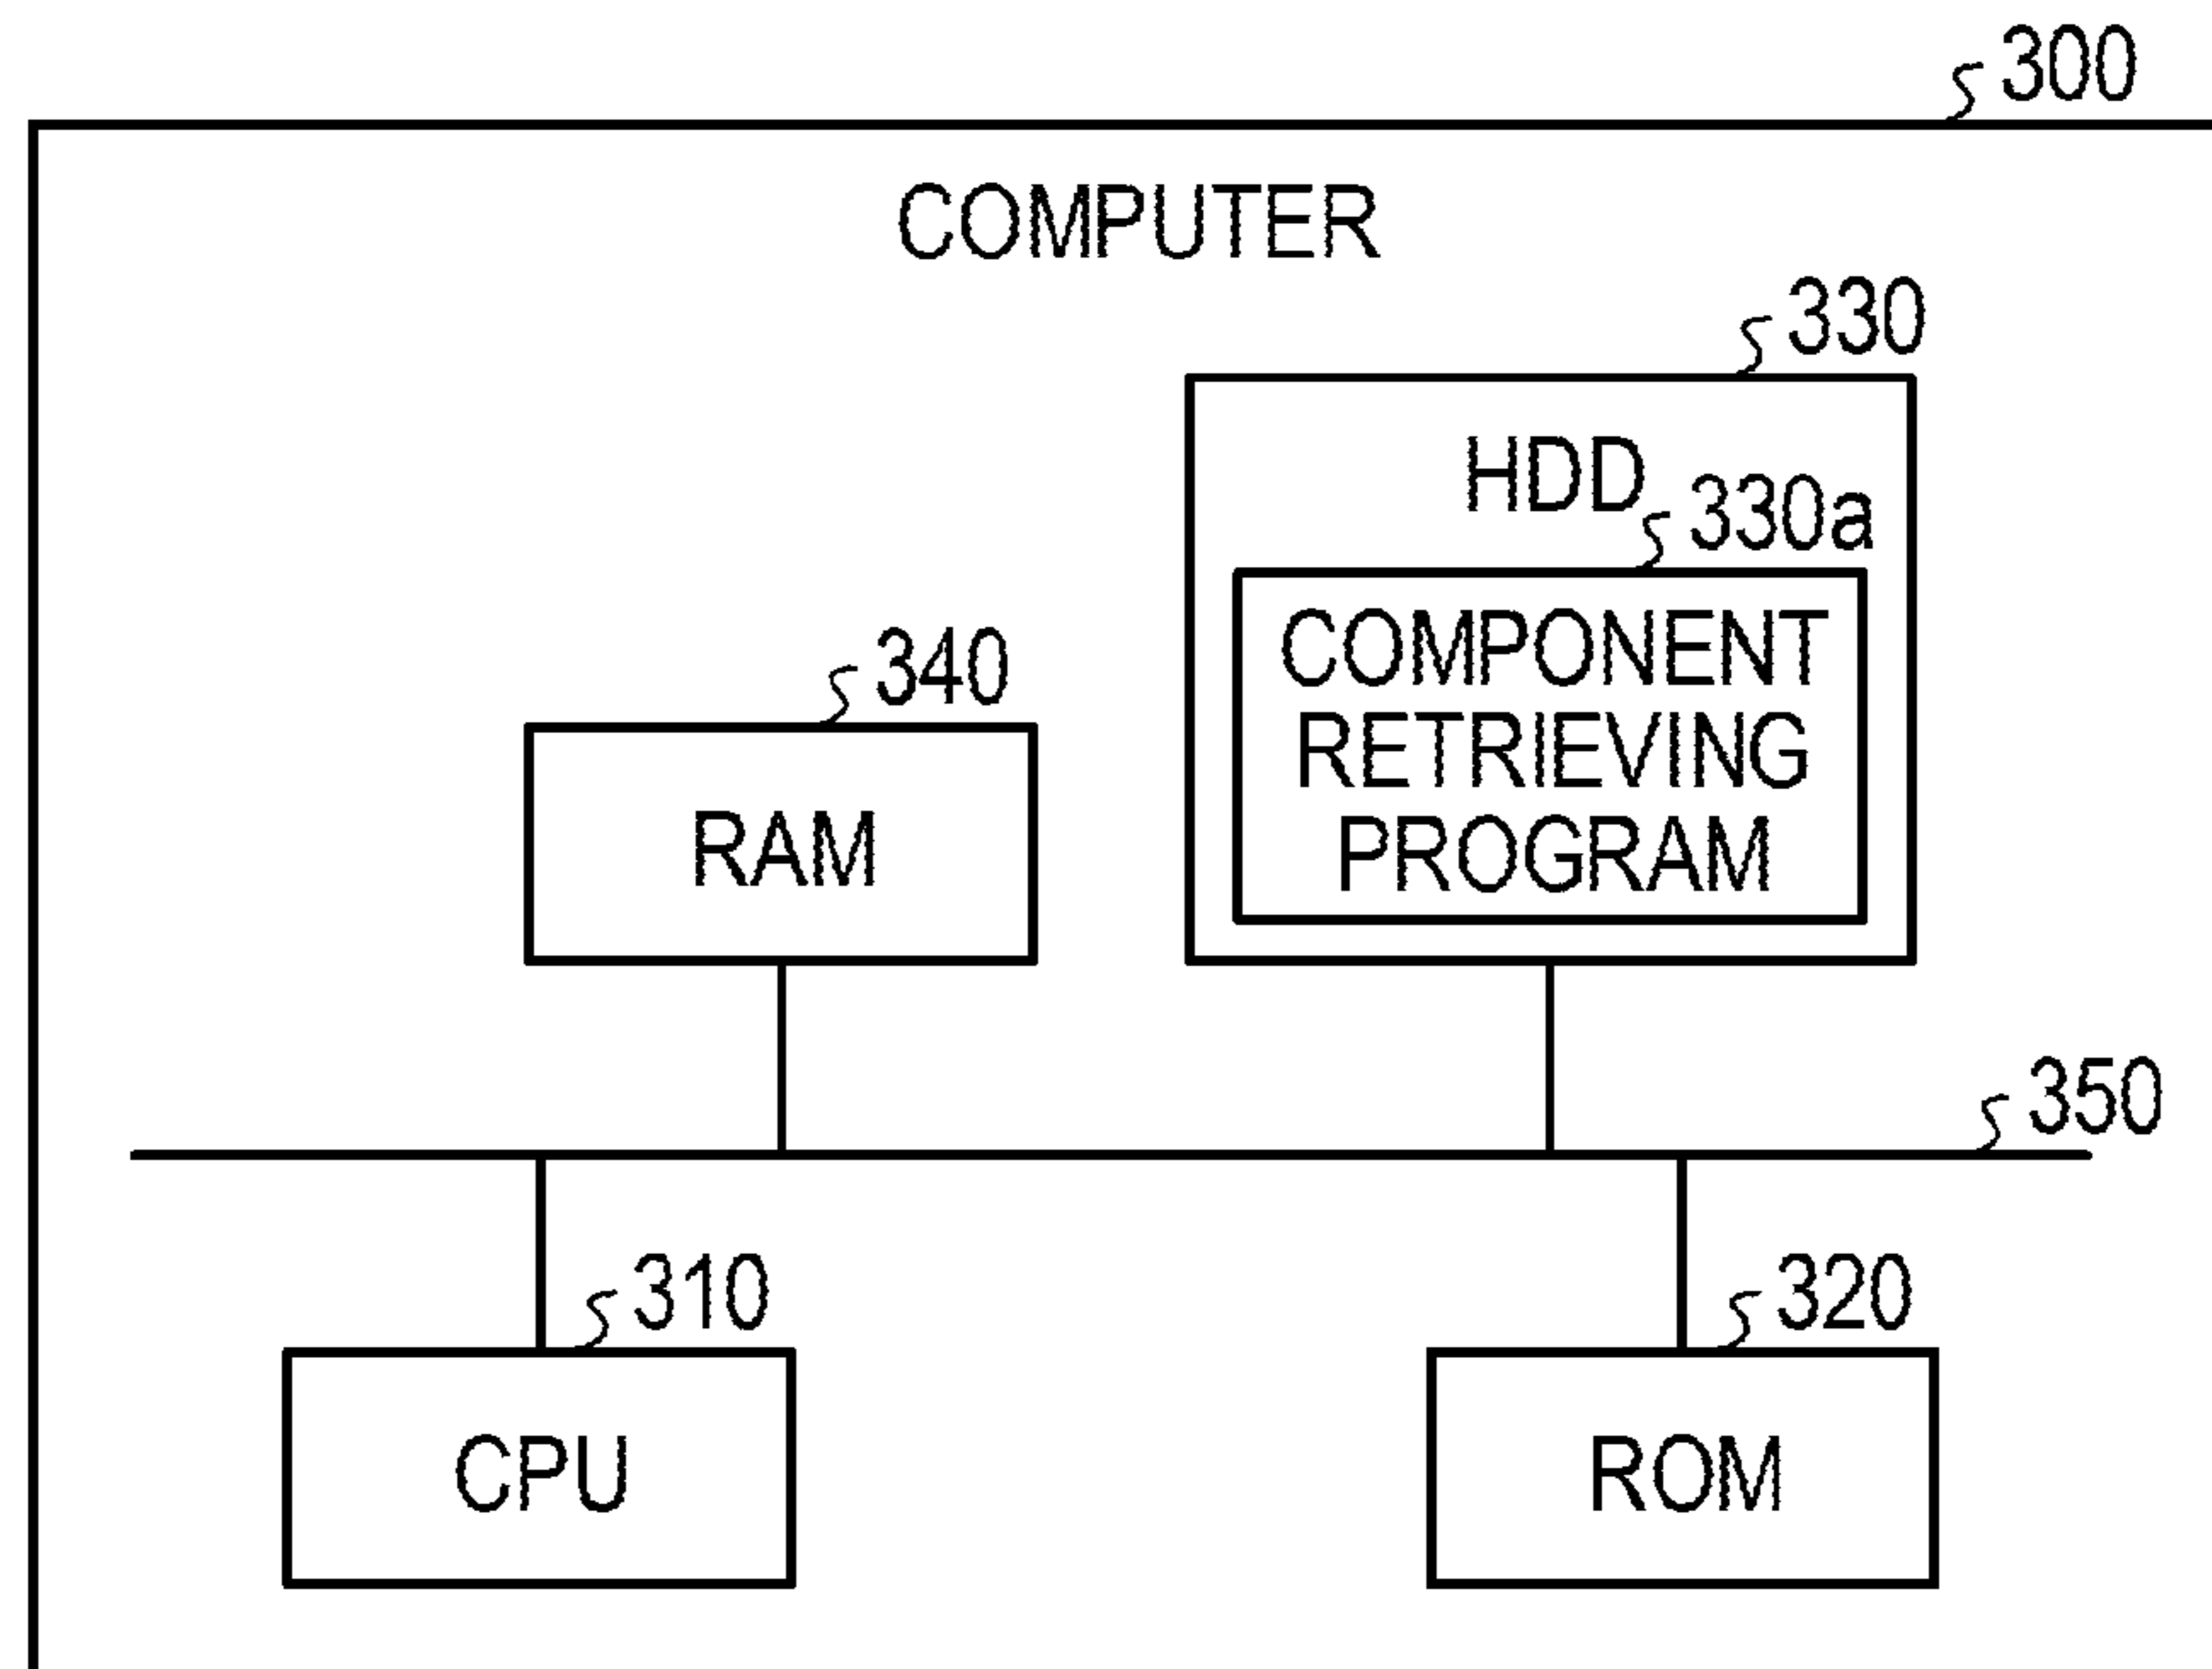 300
COMPUTER
330
HDD
330a
COMPONENT
RETRIEVING
PROGRAM
340
RAM
350
310
CPU
320
ROM